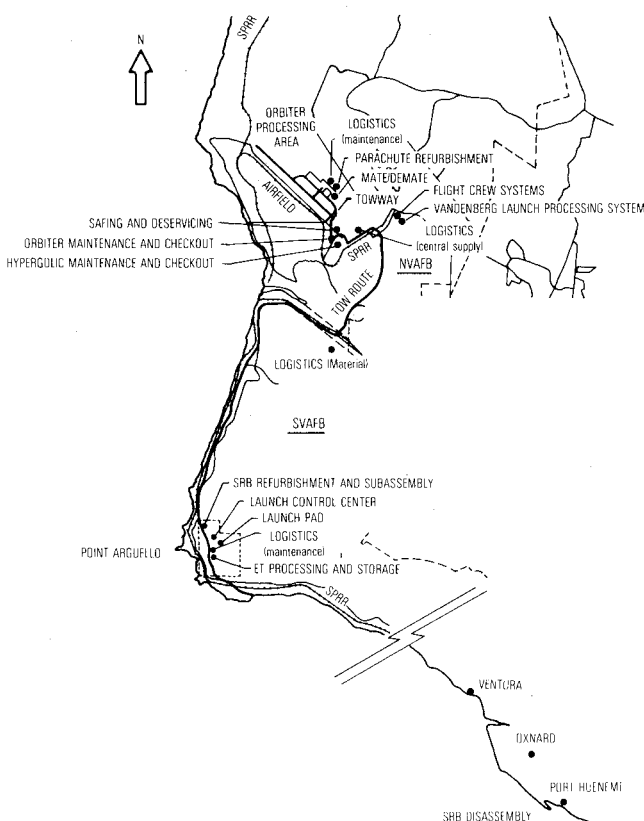 SPRR
N
ORBITER
PROCESSING
AREA
LOGISTICS
(maintenance)
PARACHUTE REFURBISHMENT
MATE/DEMATE
TOWWAY
AIRFIELD
FLIGHT CREW SYSTEMS
VANDENBERG LAUNCH PROCESSING SYSTEM
SAFING AND DESERVICING
ORBITER MAINTENANCE AND CHECKOUT
HYPERGOLIC MAINTENANCE AND CHECKOUT
SPRR
LOGISTICS
(central supply)
NVAFB
TOW ROUTE
LOGISTICS (Material)
SVAFB
SRB REFURBISHMENT AND SUBASSEMBLY
LAUNCH CONTROL CENTER
LAUNCH PAD
LOGISTICS
(maintenance)
POINT ARGUELLO
ET PROCESSING AND STORAGE
SPRR
VENTURA
OXNARD
PORT HUENEME
SRB DISASSEMBLY